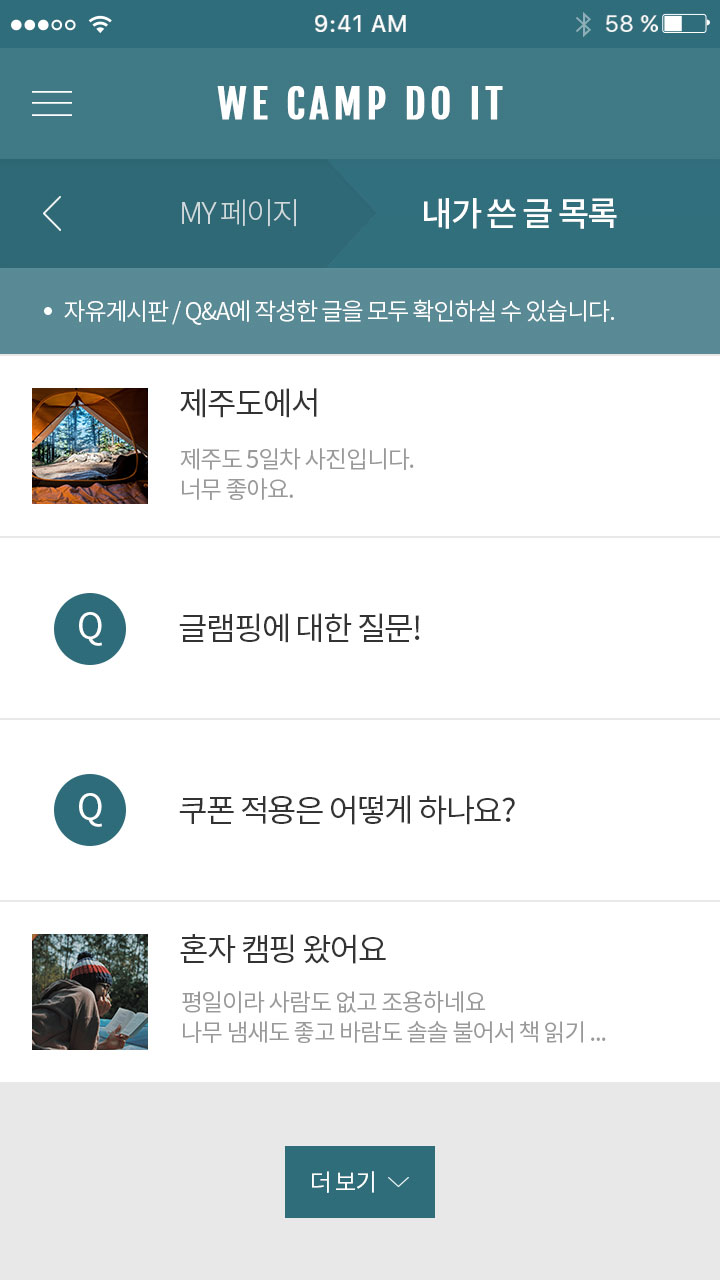 9:41 AM
58 %
WE CAMP DO IT
MY 페이지
내가 쓴 글 목록
• 자유게시판 / Q&A에 작성한 글을 모두 확인하실 수 있습니다.
제주도에서
제주도 5일차 사진입니다.
너무 좋아요.
Q
글램핑에 대한 질문!
Q
쿠폰 적용은 어떻게 하나요?
혼자 캠핑 왔어요
평일이라 사람도 없고 조용하네요
나무 냄새도 좋고 바람도 솔솔 불어서 책 읽기 ...
더 보기